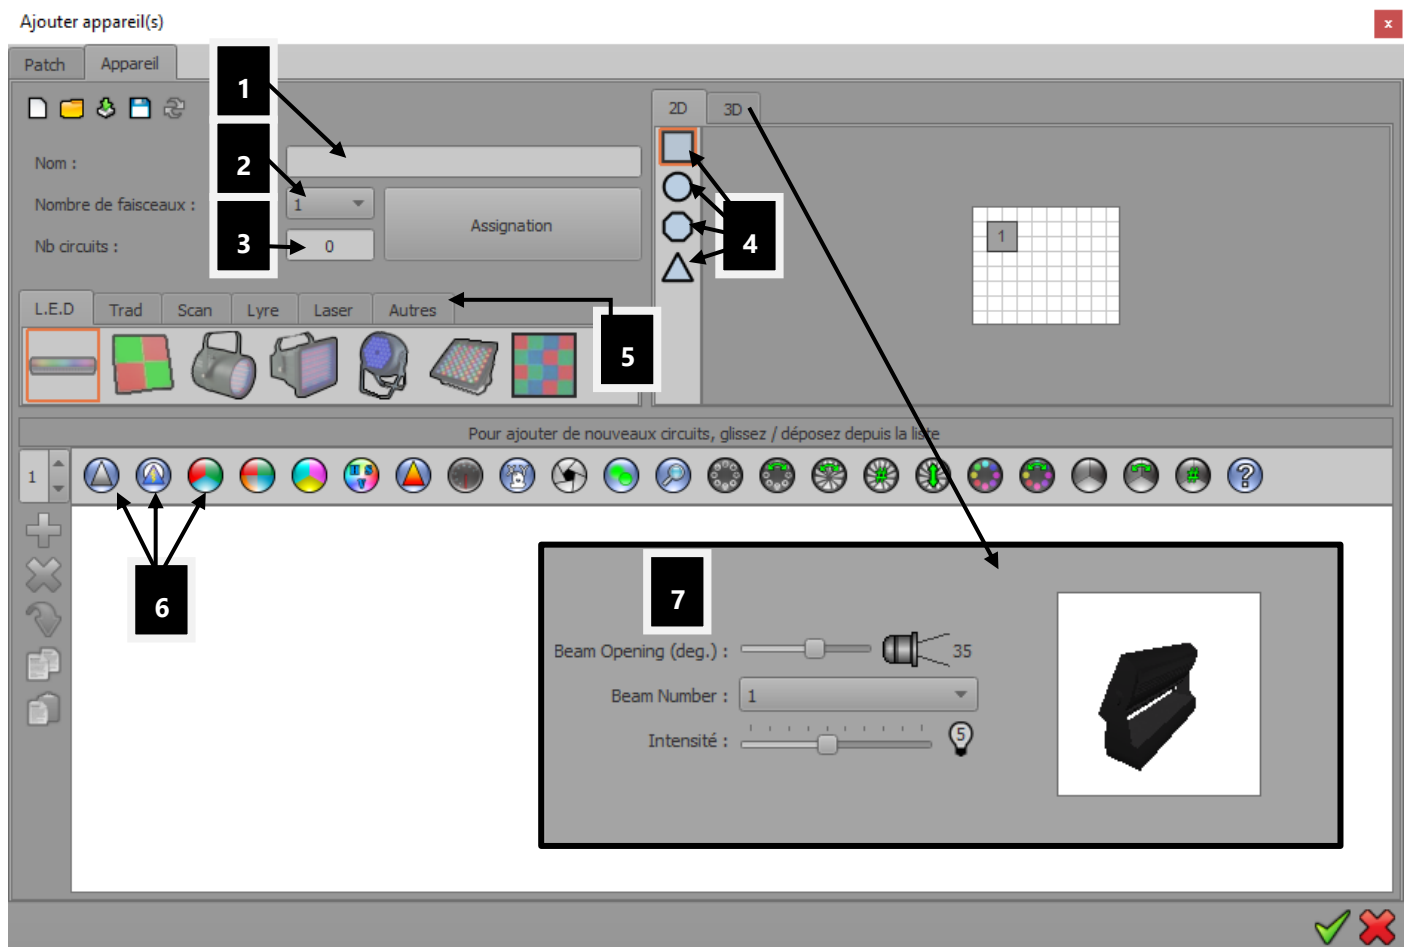 Ajouter appareil(s)
x
Patch
Appareil
1
2D
3D
Nom :
2
Nombre de faisceaux :
1
Assignation
Nb circuits :
3
0
4
1
L.E.D
Trad
Scan
Lyre
Laser
Autres
5
Pour ajouter de nouveaux circuits, glissez / déposez depuis la liste
1
H S
V
#
#
?
6
7
Beam Opening (deg.) :
35
Beam Number :
1
Intensité :
5